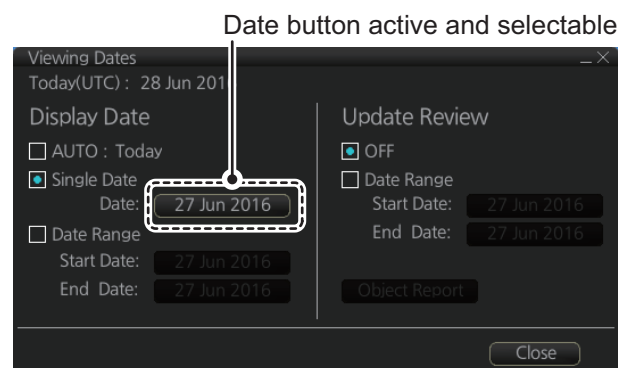 Date button active and selectable
Viewing Dates
Today(UTC) : 28 Jun 201
Display Date
AUTO : Today
Single Date
Date: 27 Jun 2016
Date Range
Start Date: 27 Jun 2016
End Date: 27 Jun 2016
Update Review
OFF
Date Range
Start Date: 27 Jun 2016
End Date: 27 Jun 2016
Object Report
Close